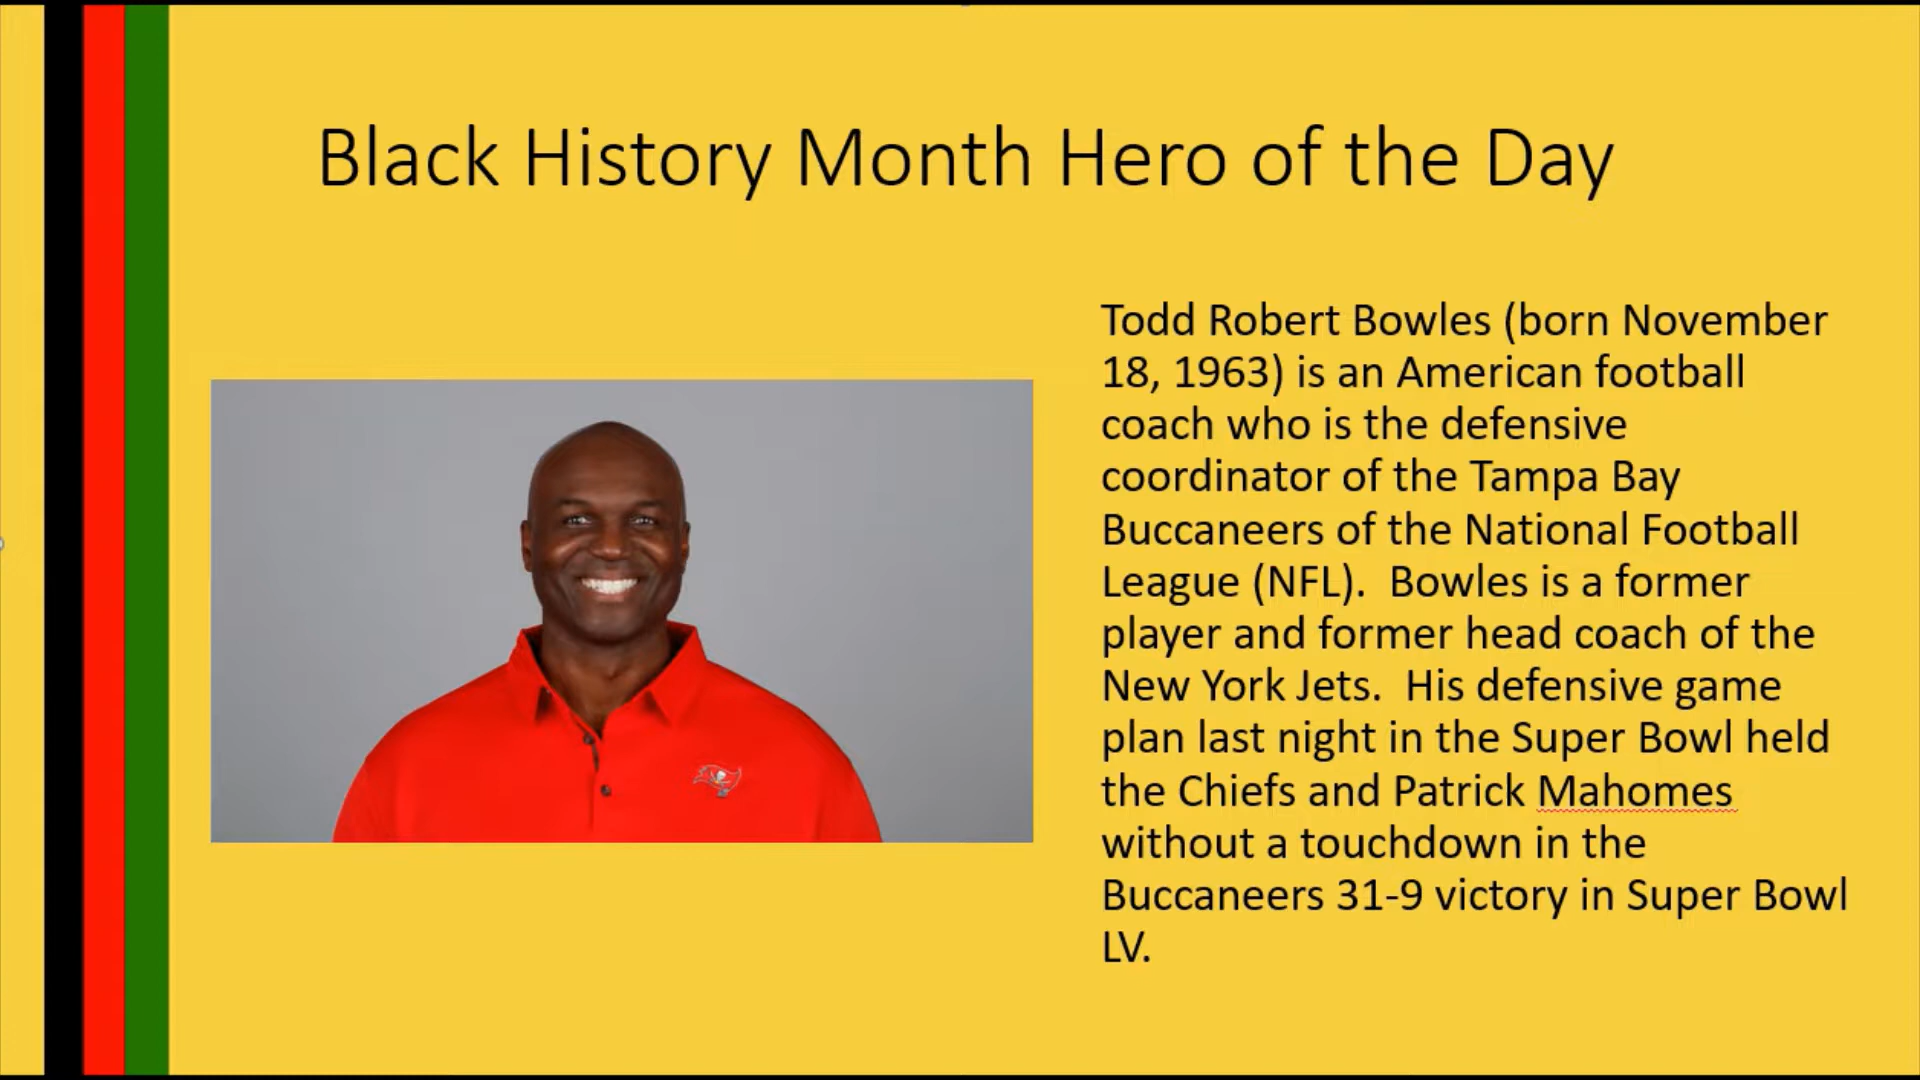 Black History Month Hero of the Day
Todd Robert Bowles (born November
18, 1963) is an American football
coach who is the defensive
coordinator of the Tampa Bay
Buccaneers of the National Football
League (NFL).  Bowles is a former
player and former head coach of the
New York Jets.  His defensive game
plan last night in the Super Bowl held
the Chiefs and Patrick Mahomes
without a touchdown in the
Buccaneers 31-9 victory in Super Bowl
LV.